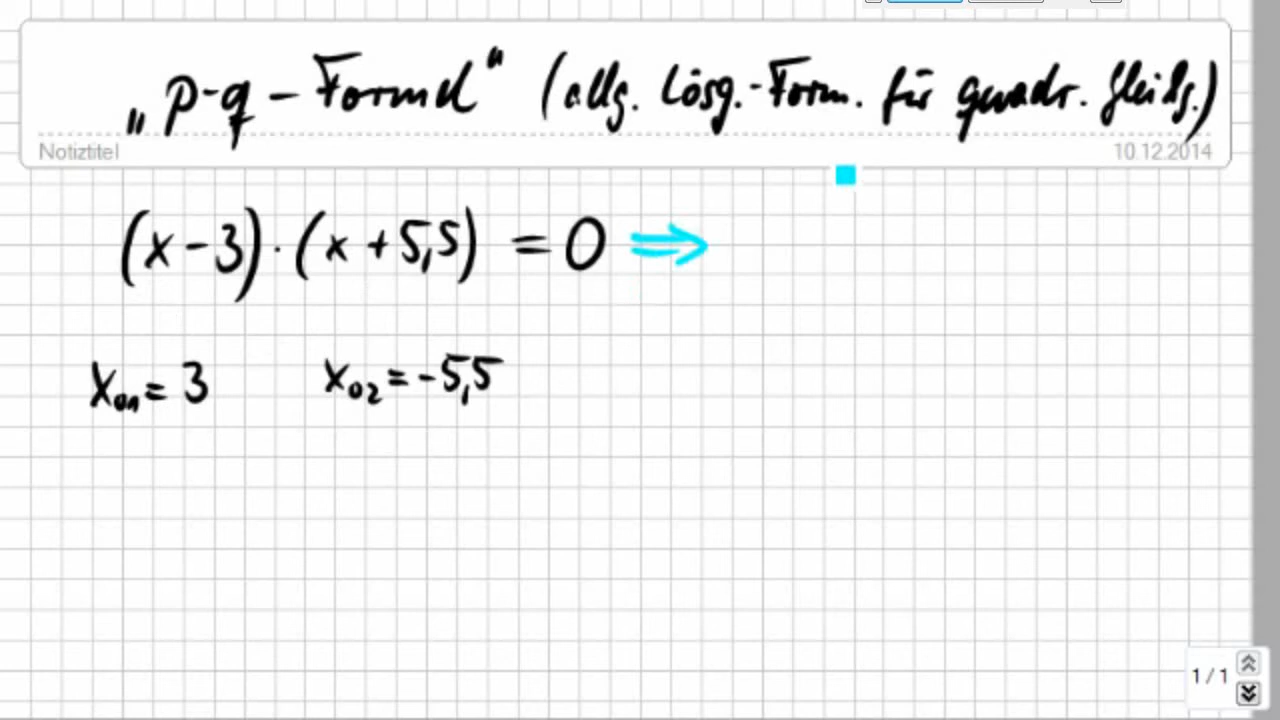 „p-q-Formel“ (allg. Lösg.-Form. für quadr. Gleichg.)
Notiztitel 10.12.2014
(x-3)·(x+5,5) = 0 ⇒
x₀₁ = 3 x₀₂ = -5,5
1 / 1